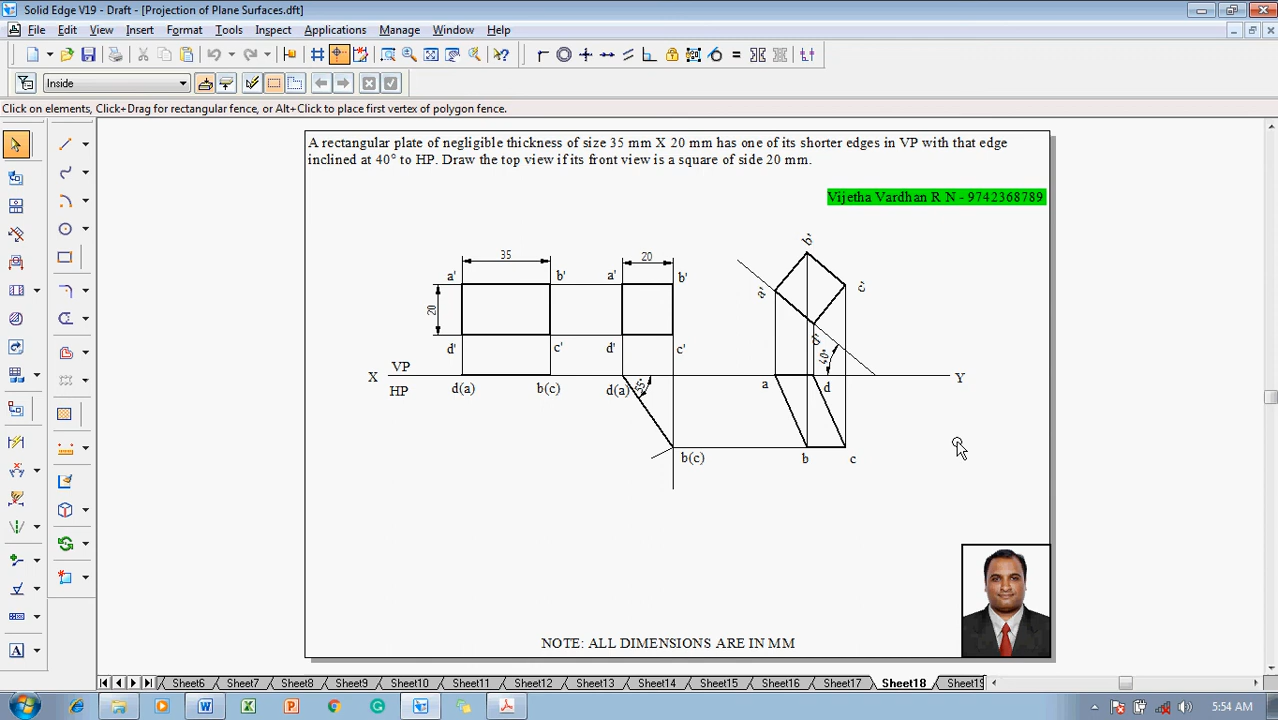 Solid Edge V19 - Draft - [Projection of Plane Surfaces.dft]
File Edit View Insert Format Tools Inspect Applications Manage Window Help
Inside
Click on elements, Click+Drag for rectangular fence, or Alt+Click to place first vertex of polygon fence.
A rectangular plate of negligible thickness of size 35 mm X 20 mm has one of its shorter edges in VP with that edge
inclined at 40° to HP. Draw the top view if its front view is a square of side 20 mm.
Vijetha Vardhan R N - 9742368789
b'
35 20
a' b' a' b' a' c'
20
d' c' d' c' d' 40°
VP
X Y
HP
d(a) b(c) d(a) 55° a d
b(c) b c
NOTE: ALL DIMENSIONS ARE IN MM
Sheet6 Sheet7 Sheet8 Sheet9 Sheet10 Sheet11 Sheet12 Sheet13 Sheet14 Sheet15 Sheet16 Sheet17 Sheet18
5:54 AM